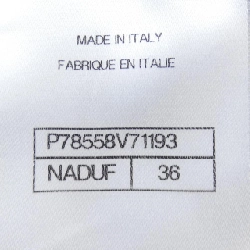 MADE IN ITALY
FABRIQUE EN ITALIE
P78558V71193
NADUF 36